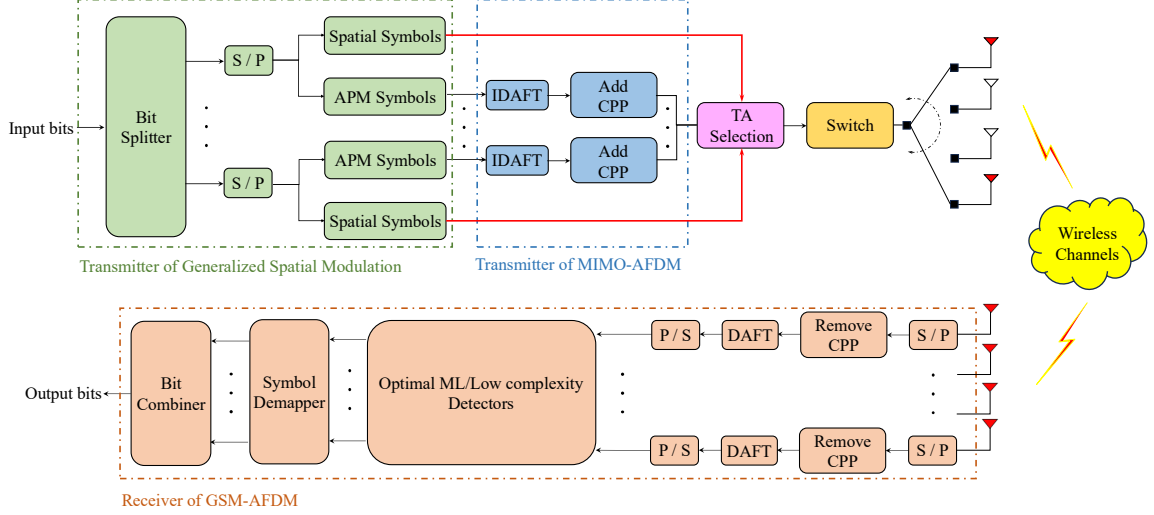 Input bits
Bit
Splitter
S / P
S / P
Spatial Symbols
APM Symbols
APM Symbols
Spatial Symbols
IDAFT
IDAFT
Add
CPP
Add
CPP
TA
Selection
Switch
Wireless
Channels
Transmitter of Generalized Spatial Modulation
Transmitter of MIMO-AFDM
Output bits
Bit
Combiner
Symbol
Demapper
Optimal ML/Low complexity
Detectors
P / S
DAFT
Remove
CPP
S / P
P / S
DAFT
Remove
CPP
S / P
Receiver of GSM-AFDM